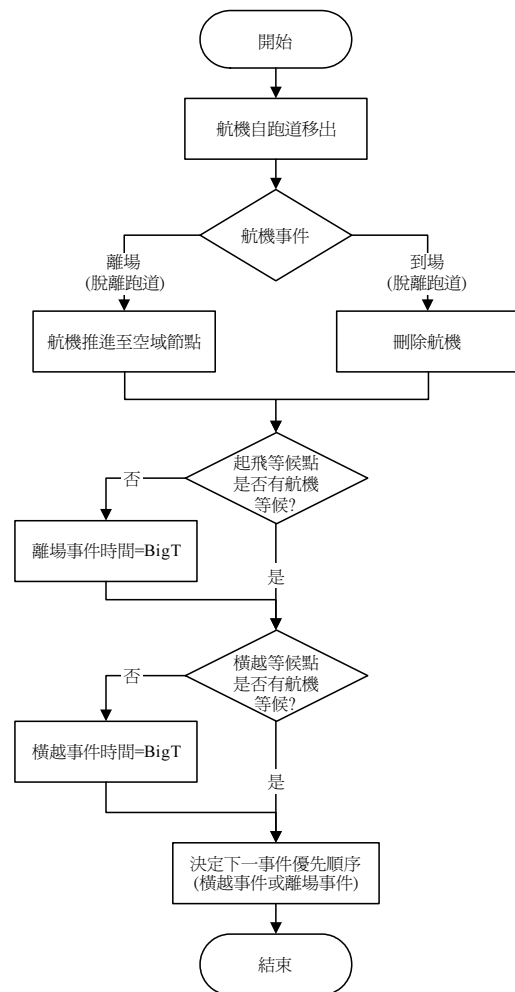 開始
航機自跑道移出
航機事件
離場
(脫離跑道)
到場
(脫離跑道)
航機推進至空域節點
刪除航機
起飛等候點
是否有航機
等候?
否
離場事件時間=BigT
是
橫越等候點
是否有航機
等候?
否
橫越事件時間=BigT
是
決定下一事件優先順序
(橫越事件或離場事件)
結束